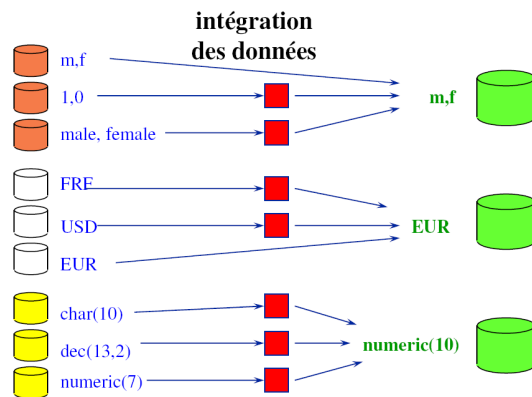 intégration
des données
m,f
1,0
male, female
m,f
FRF
USD
EUR
EUR
char(10)
dec(13,2)
numeric(7)
numeric(10)